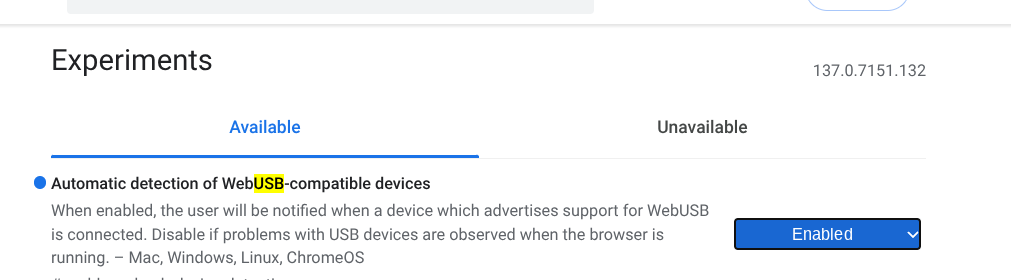 Experiments
137.0.7151.132
Available
Unavailable
Automatic detection of WebUSB-compatible devices
When enabled, the user will be notified when a device which advertises support for WebUSB
is connected. Disable if problems with USB devices are observed when the browser is
running. – Mac, Windows, Linux, ChromeOS
Enabled